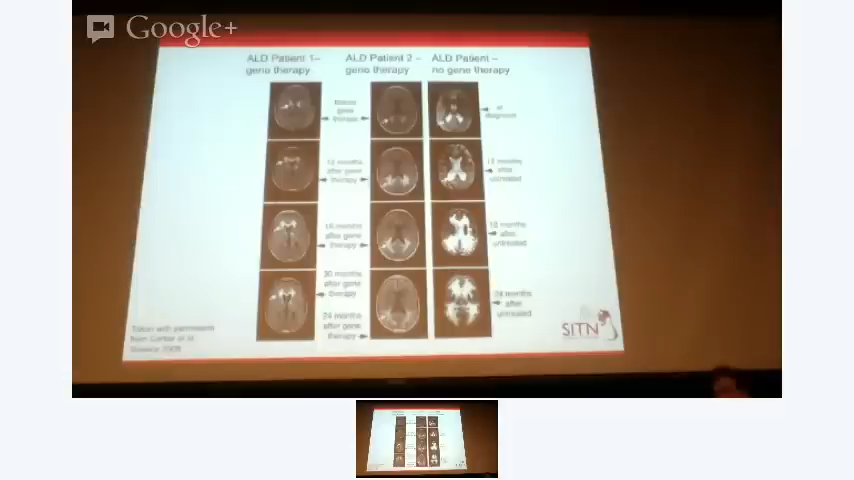 Google+
ALD Patient 1–
gene therapy
ALD Patient 2 –
gene therapy
ALD Patient –
no gene therapy
Before
gene
therapy
at
diagnosis
12 months
after gene
therapy
months
after
untreated
18 months
after gene
therapy
months
after
untreated
30 months
after gene
therapy
24 months
after gene
therapy
24 months
after
untreated
Taken with permission
from et al
Science 2009
SITN